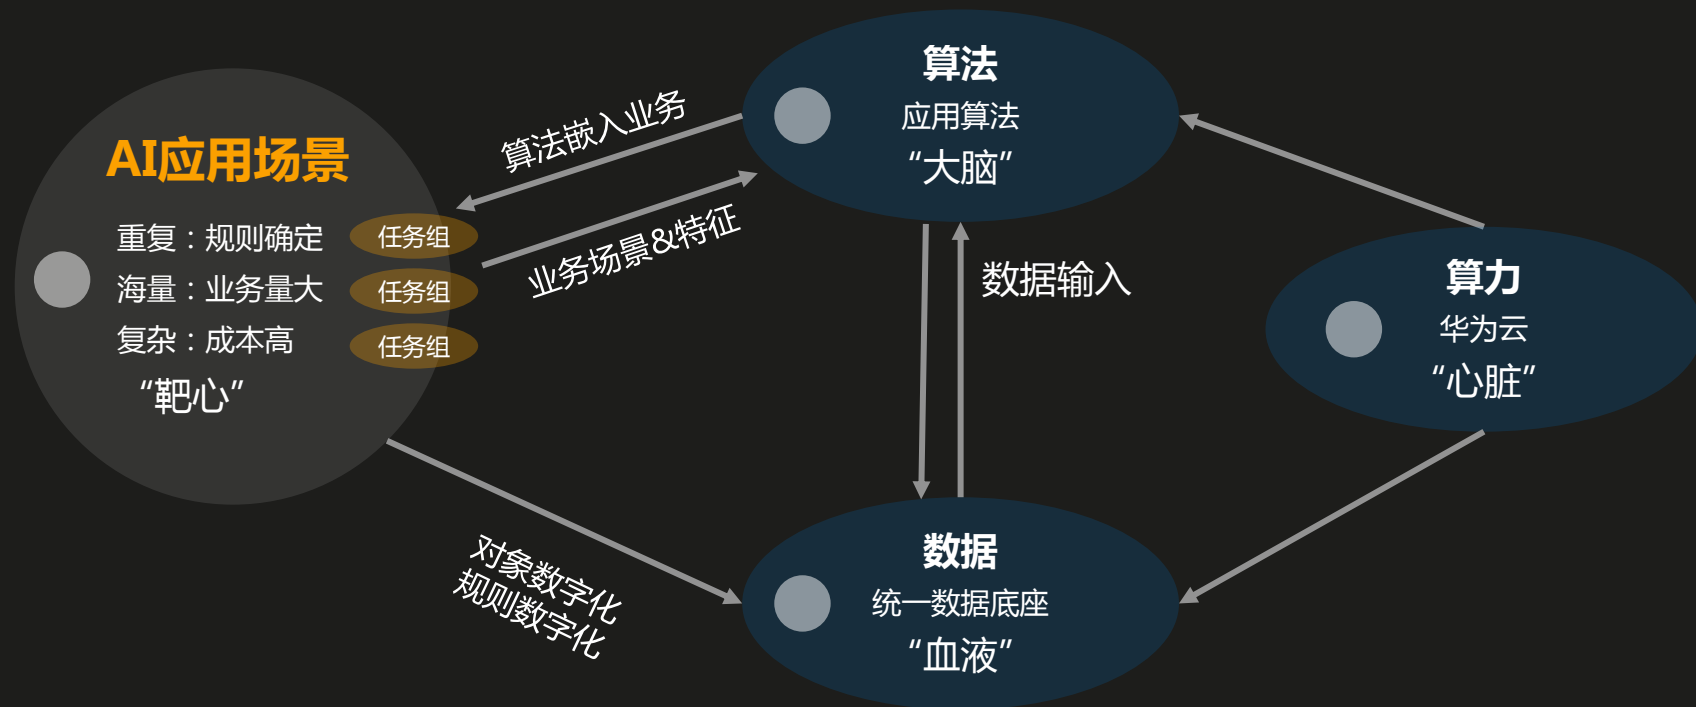 AI应用场景
重复：规则确定
海量：业务量大
复杂：成本高
“靶心”
任务组
任务组
任务组
算法嵌入业务
业务场景&特征
对象数字化
规则数字化
算法
应用算法
“大脑”
数据输入
数据
统一数据底座
“血液”
算力
华为云
“心脏”